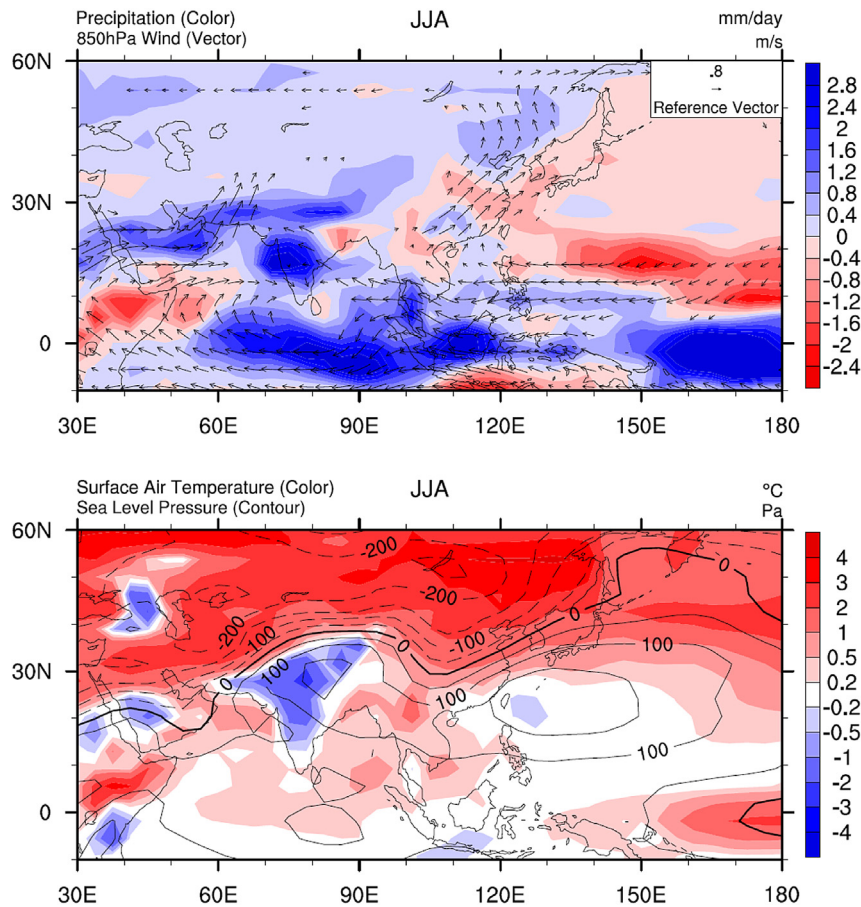 Precipitation (Color)
850hPa Wind (Vector)
JJA
mm/day
m/s
60N
30N
0
30E
60E
90E
120E
150E
180
.8
Reference Vector
2.8
2.4
2
1.6
1.2
0.8
0.4
0
-0.4
-0.8
-1.2
-1.6
-2
-2.4
Surface Air Temperature (Color)
Sea Level Pressure (Contour)
JJA
°C
Pa
60N
30N
0
30E
60E
90E
120E
150E
180
-200
-200
-200
-100
-100
0
0
0
0
100
100
100
100
4
3
2
1
0.5
0.2
-0.2
-0.5
-1
-2
-3
-4